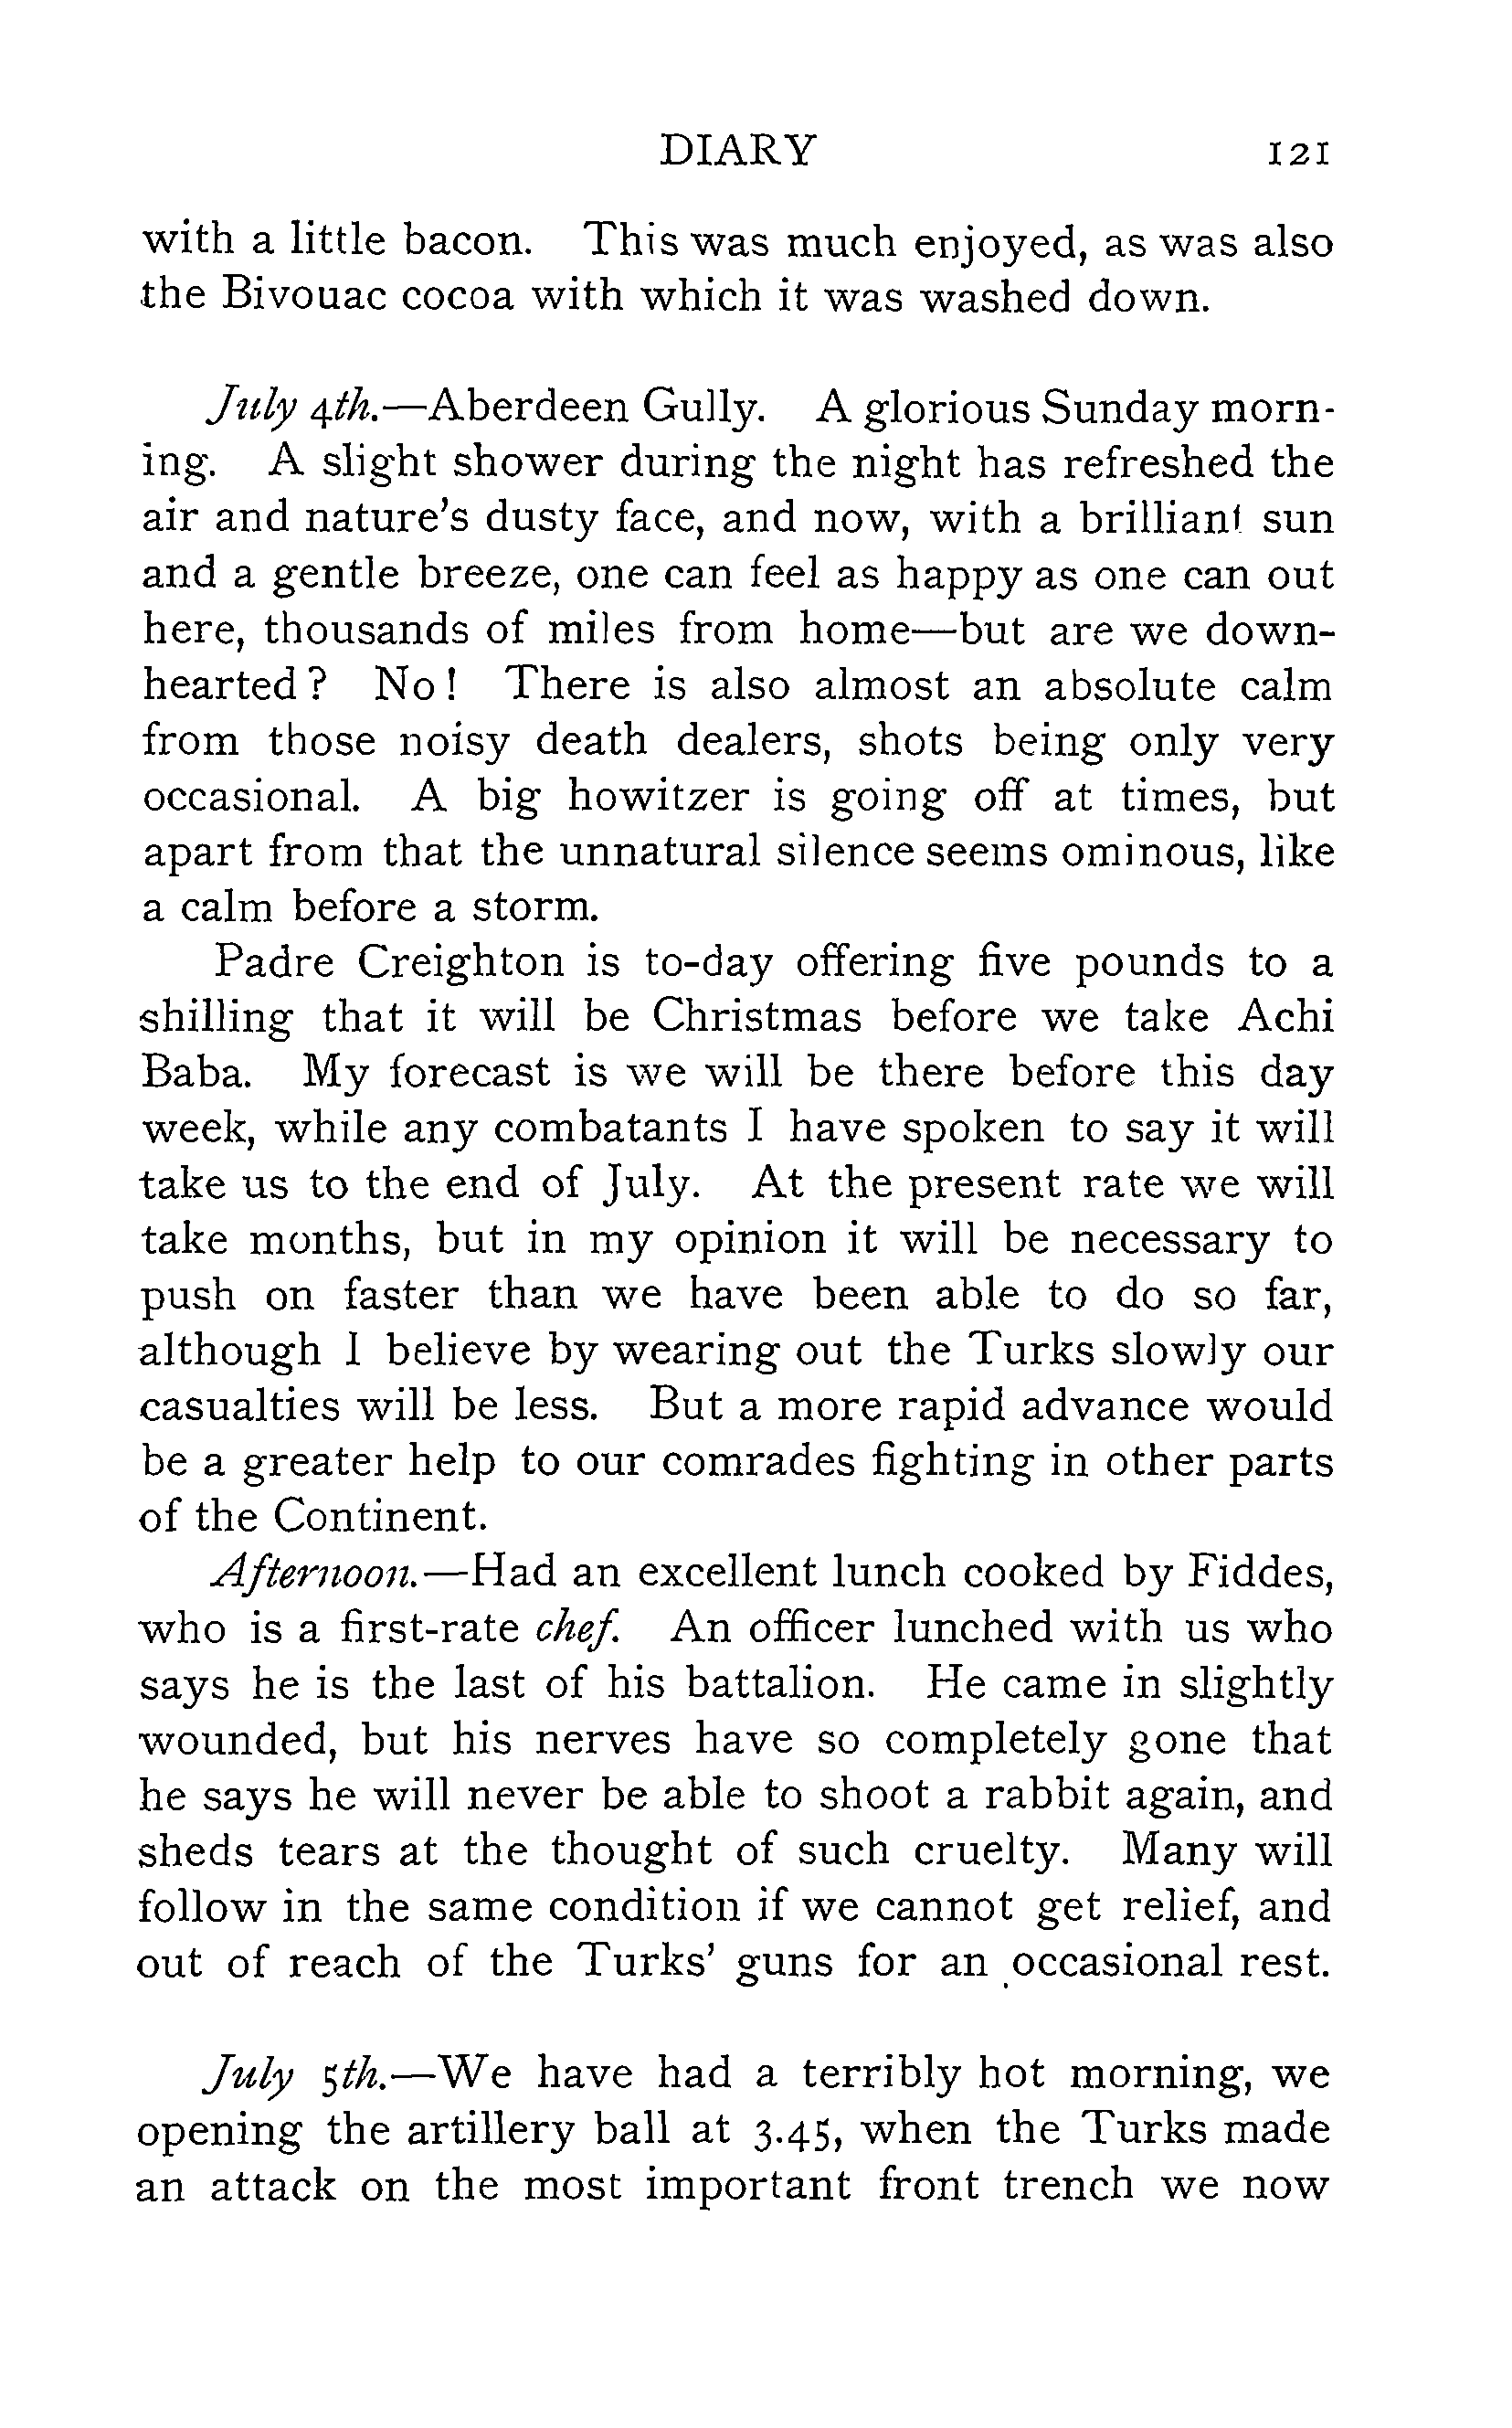 DIARY 121
with a little bacon. This was much enjoyed, as was also
the Bivouac cocoa with which it was washed down.
July 4th.—Aberdeen Gully. A glorious Sunday morn-
ing. A slight shower during the night has refreshed the
air and nature's dusty face, and now, with a brilliant sun
and a gentle breeze, one can feel as happy as one can out
here, thousands of miles from home—but are we down-
hearted? No! There is also almost an absolute calm
from those noisy death dealers, shots being only very
occasional. A big howitzer is going off at times, but
apart from that the unnatural silence seems ominous, like
a calm before a storm.
Padre Creighton is to-day offering five pounds to a
shilling that it will be Christmas before we take Achi
Baba. My forecast is we will be there before this day
week, while any combatants I have spoken to say it will
take us to the end of July. At the present rate we will
take months, but in my opinion it will be necessary to
push on faster than we have been able to do so far,
although I believe by wearing out the Turks slowly our
casualties will be less. But a more rapid advance would
be a greater help to our comrades fighting in other parts
of the Continent.
Afternoon.—Had an excellent lunch cooked by Fiddes,
who is a first-rate chef. An officer lunched with us who
says he is the last of his battalion. He came in slightly
wounded, but his nerves have so completely gone that
he says he will never be able to shoot a rabbit again, and
sheds tears at the thought of such cruelty. Many will
follow in the same condition if we cannot get relief, and
out of reach of the Turks' guns for an occasional rest.
July 5th.—We have had a terribly hot morning, we
opening the artillery ball at 3.45, when the Turks made
an attack on the most important front trench we now